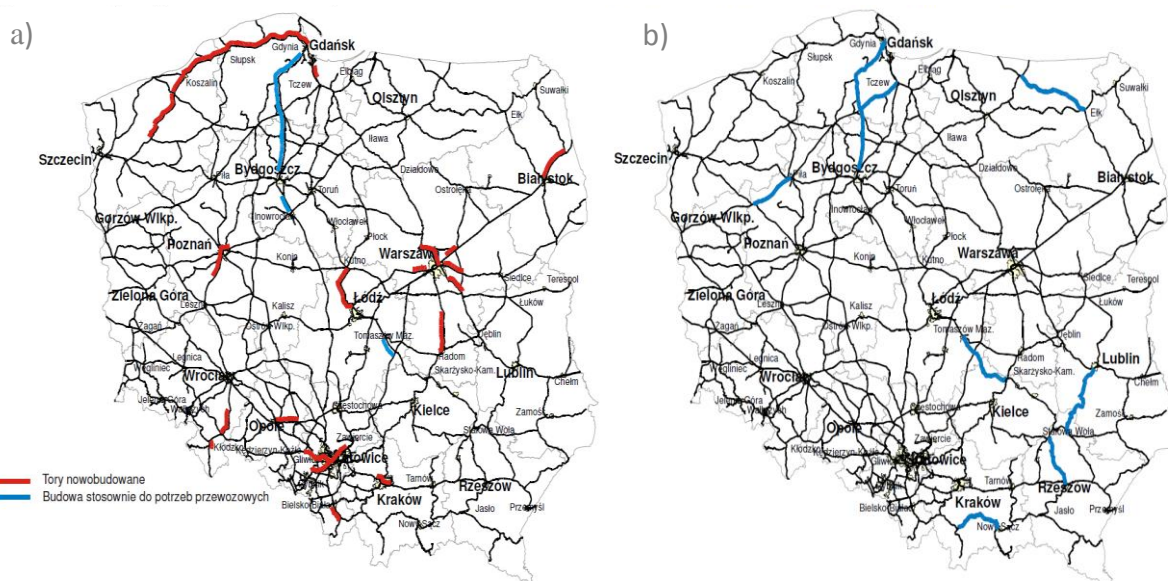 a)
Gdynia
Gdańsk
Słupsk
Koszalin
Elbląg
Tczew
Olsztyn
Suwałki
Ełk
Szczecin
Iława
Bydgoszcz
Piła
Działdowo
Białystok
Toruń
Ostrołęka
Gorzów Wlkp.
Inowrocław
Włocławek
Poznań
Płock
Konin
Kutno
Warszaw
Siedlce
Terespol
Zielona Góra
Leszno
Kalisz
Łódź
Łuków
Żagań
Ostrów Wlkp.
Tomaszów Maz.
Dęblin
Legnica
Radom
Węgliniec
Skarżysko-Kam.
Lublin
Wrocław
Chełm
Jelenia Góra
Wałbrzych
Częstochowa
Kielce
Zamość
Opole
Stalowa Wola
Kłodzko
Kędzierzyn-Koźle
Zawiercie
Gliwice
Katowice
Tarnów
Rzeszów
Kraków
Bielsko-Biała
Jasło
Przemyśl
Nowy Sącz
Tory nowobudowane
Budowa stosownie do potrzeb przewozowych
b)
Gdynia
Gdańsk
Słupsk
Koszalin
Elbląg
Tczew
Olsztyn
Suwałki
Ełk
Szczecin
Iława
Bydgoszcz
Piła
Działdowo
Białystok
Toruń
Ostrołęka
Gorzów Wlkp.
Inowrocław
Włocławek
Poznań
Płock
Konin
Kutno
Warszawa
Siedlce
Terespol
Zielona Góra
Leszno
Kalisz
Łódź
Łuków
Żagań
Ostrów Wlkp.
Tomaszów Maz.
Dęblin
Legnica
Radom
Węgliniec
Skarżysko-Kam.
Lublin
Wrocław
Chełm
Jelenia Góra
Wałbrzych
Częstochowa
Kielce
Zamość
Opole
Stalowa Wola
Kłodzko
Kędzierzyn-Koźle
Zawiercie
Gliwice
Katowice
Tarnów
Rzeszów
Kraków
Bielsko-Biała
Jasło
Przemyśl
Nowy Sącz